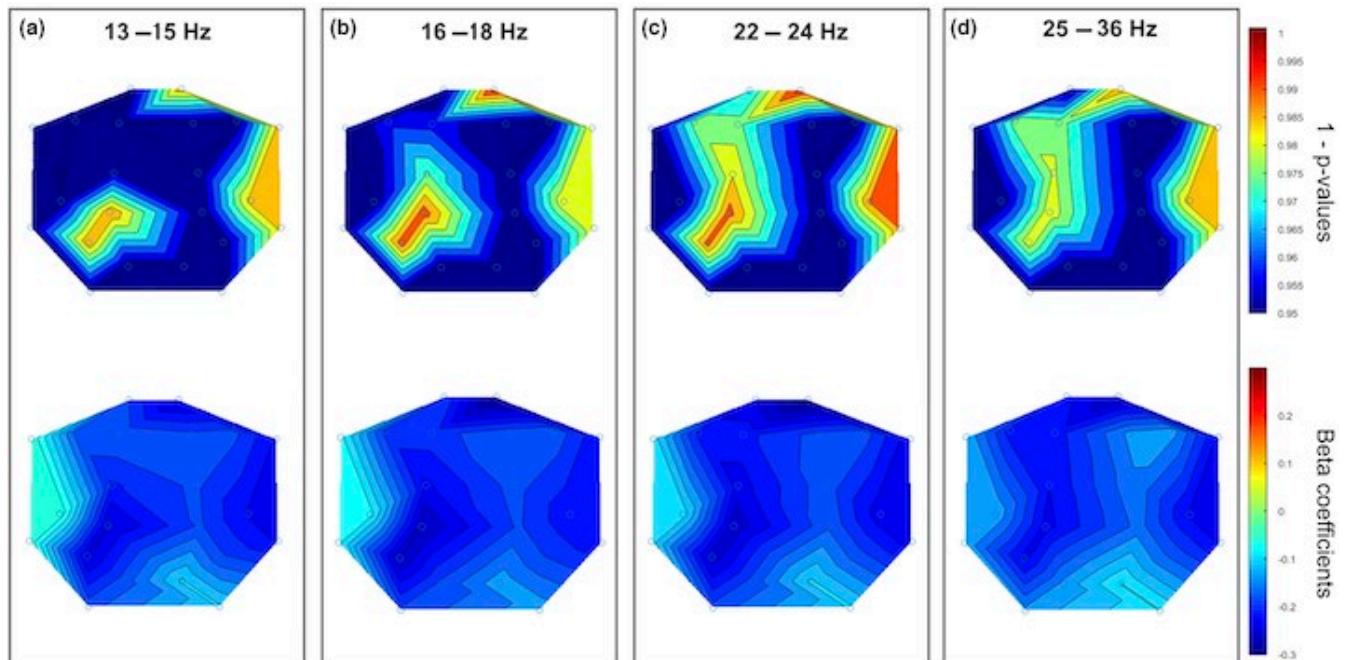 (a) 13 – 15 Hz
(b) 16 – 18 Hz
(c) 22 – 24 Hz
(d) 25 – 36 Hz
1
0.995
0.99
0.985
0.98
0.975
0.97
0.965
0.96
0.955
0.95
1 - p-values
0.2
0.1
0
-0.1
-0.2
-0.3
Beta coefficients